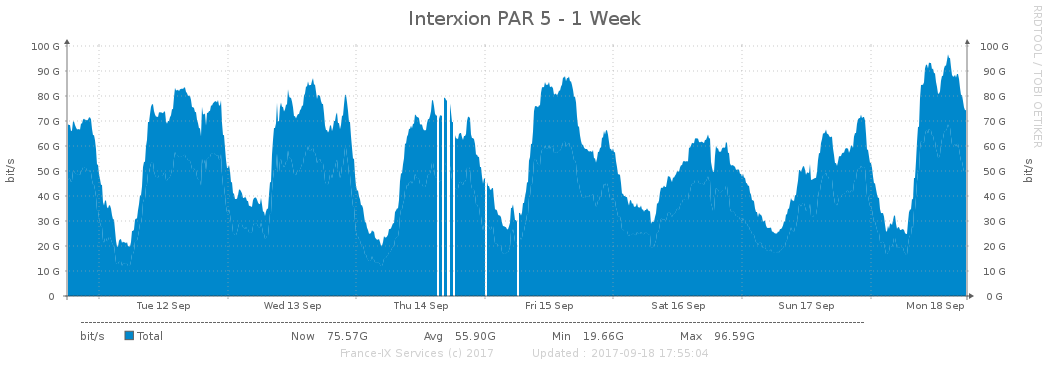 Interxion PAR 5 - 1 Week
RRDTOOL / TOBI OETIKER
bit/s
100 G
90 G
80 G
70 G
60 G
50 G
40 G
30 G
20 G
10 G
0
100 G
90 G
80 G
70 G
60 G
50 G
40 G
30 G
20 G
10 G
0 G
bit/s
Tue 12 Sep Wed 13 Sep Thu 14 Sep Fri 15 Sep Sat 16 Sep Sun 17 Sep Mon 18 Sep
bit/s Total Now 75.57G Avg 55.90G Min 19.66G Max 96.59G
France-IX Services (c) 2017 Updated : 2017-09-18 17:55:04